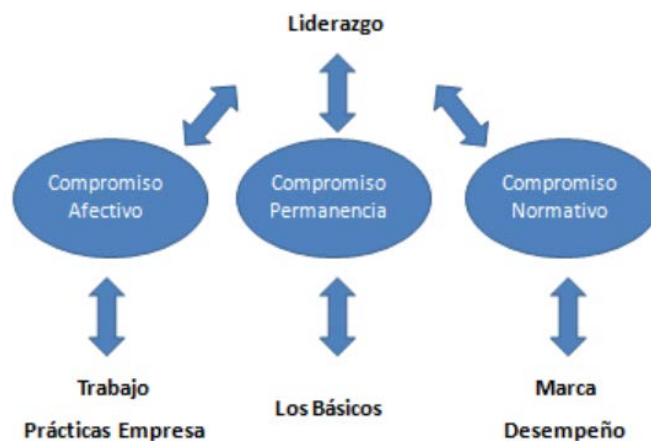 Liderazgo
Compromiso
Afectivo
Compromiso
Permanencia
Compromiso
Normativo
Trabajo
Prácticas Empresa
Los Básicos
Marca
Desempeño